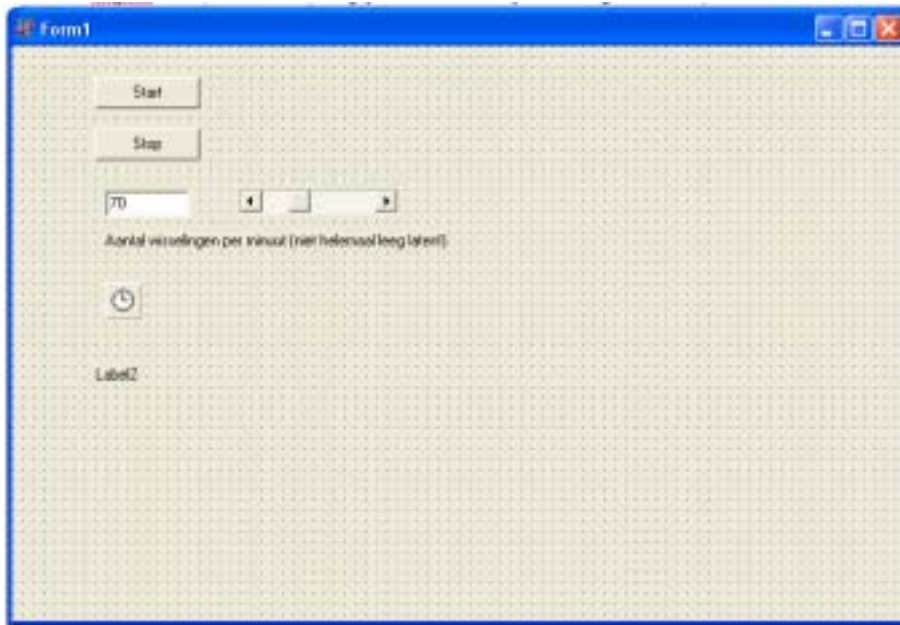 Form1
Start
Stop
70
Aantal wisselingen per minuut (niet helemaal leeg laten!)
Label2